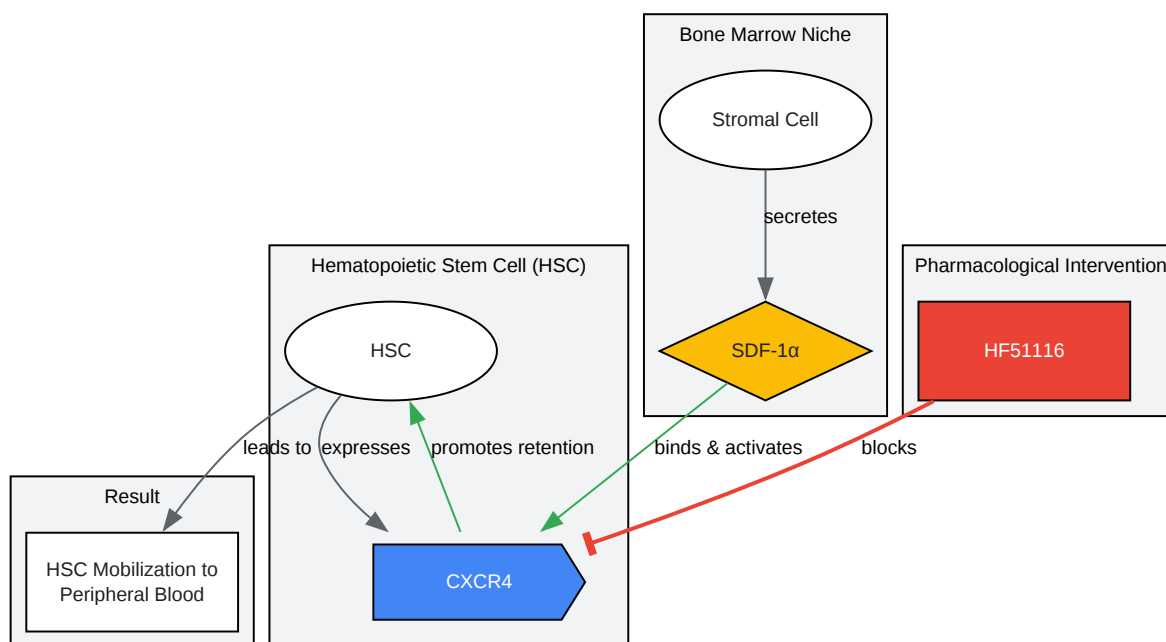 Bone Marrow Niche
Stromal Cell
secretes
Hematopoietic Stem Cell (HSC)
Pharmacological Intervention
HSC
SDF-1α
HF51116
leads to
expresses
promotes retention
binds & activates
blocks
Result
HSC Mobilization to
Peripheral Blood
CXCR4